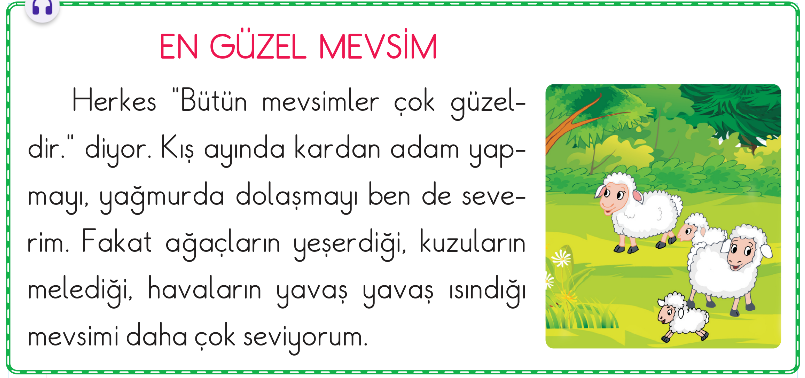 EN GÜZEL MEVSİM
Herkes "Bütün mevsimler çok güzel-
dir." diyor. Kış ayında kardan adam yap-
mayı, yağmurda dolaşmayı ben de seve-
rim. Fakat ağaçların yeşerdiği, kuzuların
melediği, havaların yavaş yavaş ısındığı
mevsimi daha çok seviyorum.